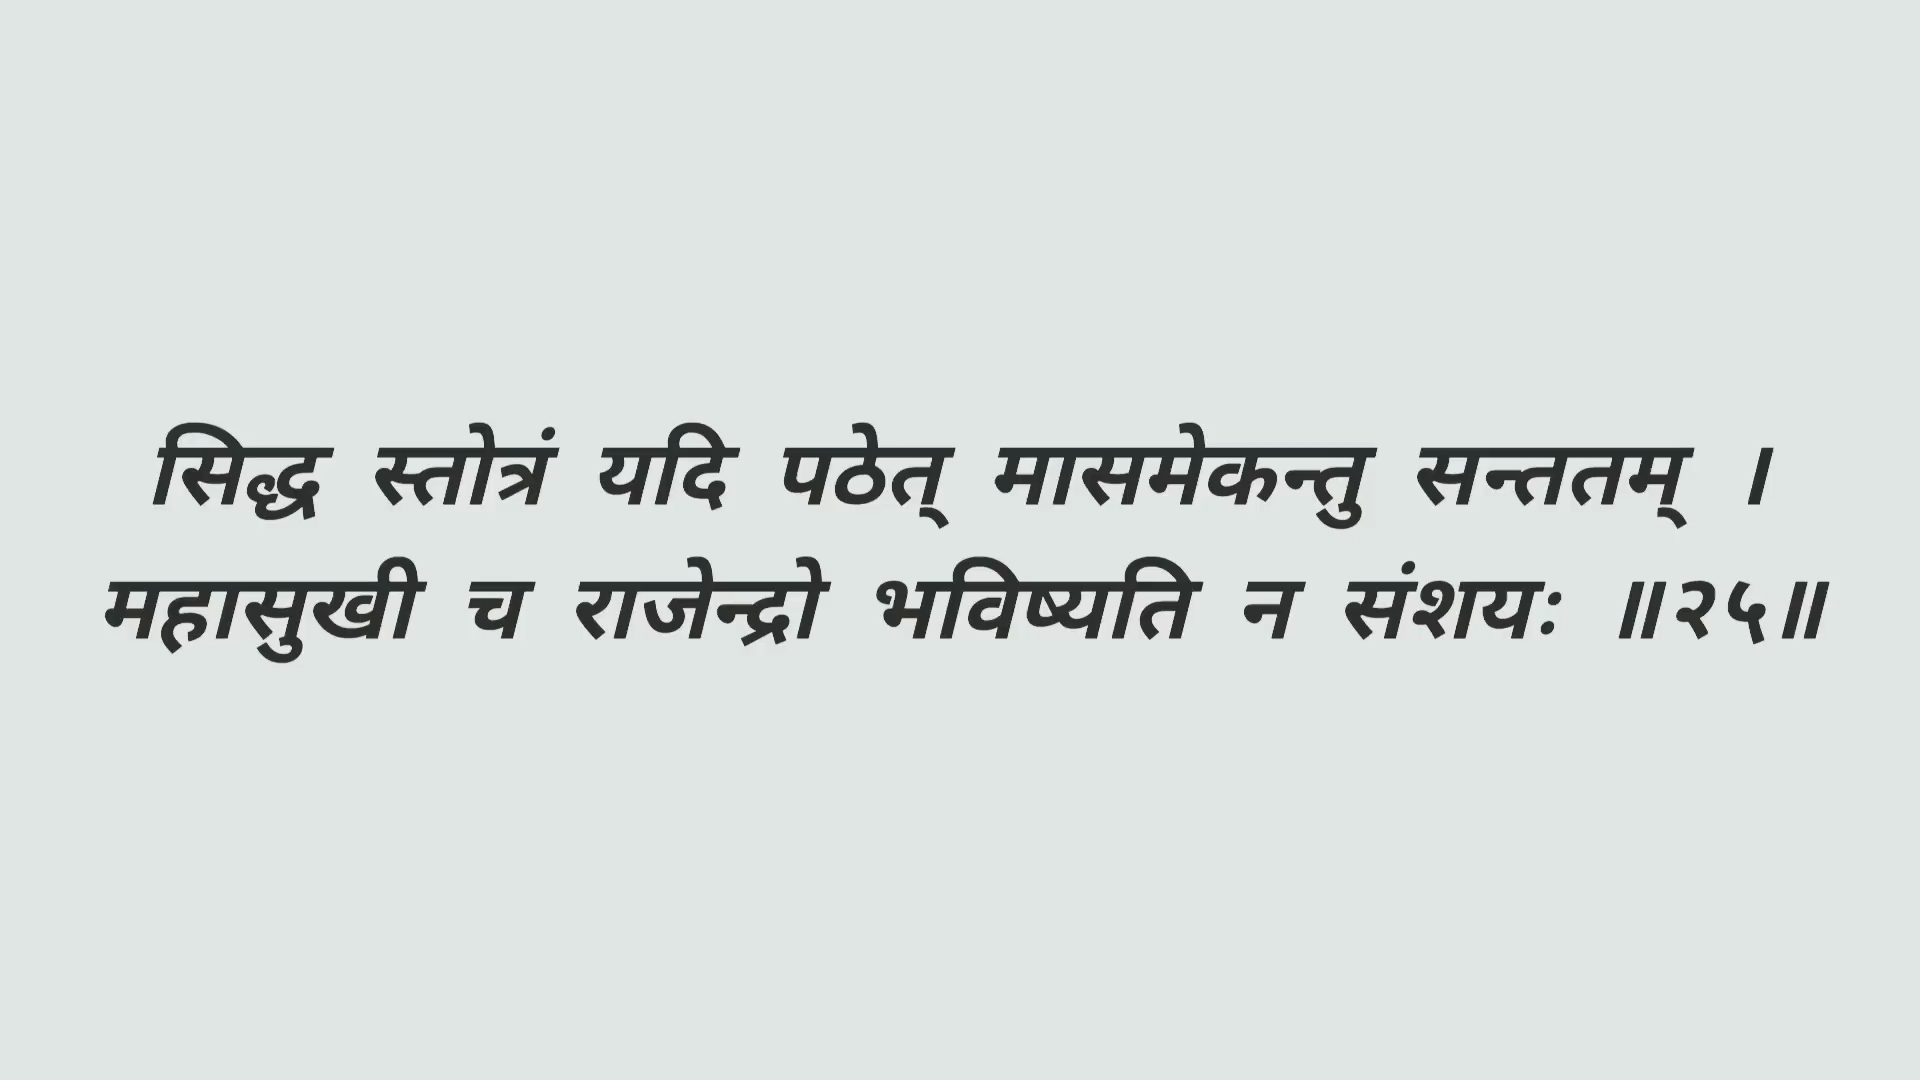 सिद्ध स्तोत्रं यदि पठेत् मासमेकन्तु सन्ततम् ।
महासुखी च राजेन्द्रो भविष्यति न संशयः ॥२५॥